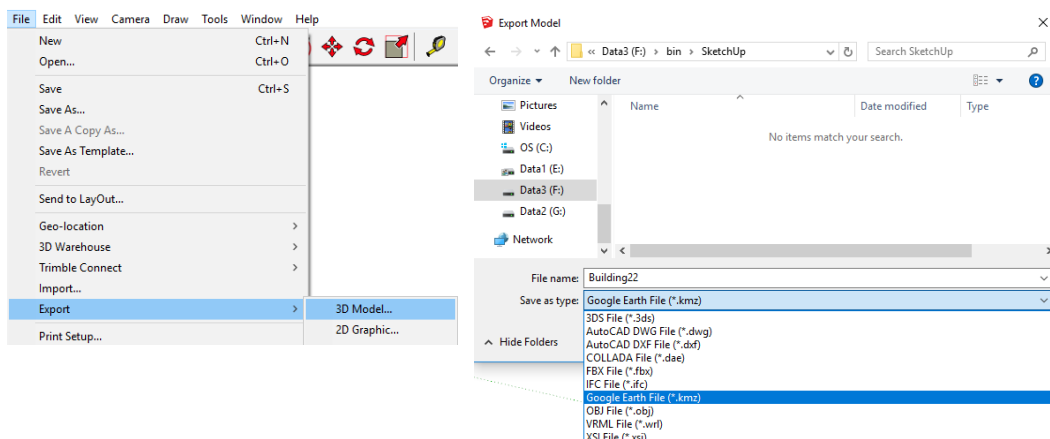 File Edit View Camera Draw Tools Window Help
New Ctrl+N
Open... Ctrl+O
Save Ctrl+S
Save As...
Save A Copy As...
Save As Template...
Revert
Send to LayOut...
Geo-location
3D Warehouse
Trimble Connect
Import...
Export
3D Model...
2D Graphic...
Print Setup...
Export Model
« Data3 (F:) › bin › SketchUp
Search SketchUp
Organize New folder
Name Date modified Type
No items match your search.
Pictures
Videos
OS (C:)
Data1 (E:)
Data3 (F:)
Data2 (G:)
Network
File name: Building22
Save as type: Google Earth File (*.kmz)
3DS File (*.3ds)
AutoCAD DWG File (*.dwg)
AutoCAD DXF File (*.dxf)
COLLADA File (*.dae)
FBX File (*.fbx)
IFC File (*.ifc)
Google Earth File (*.kmz)
OBJ File (*.obj)
VRML File (*.wrl)
XSI File (*.xsi)
Hide Folders